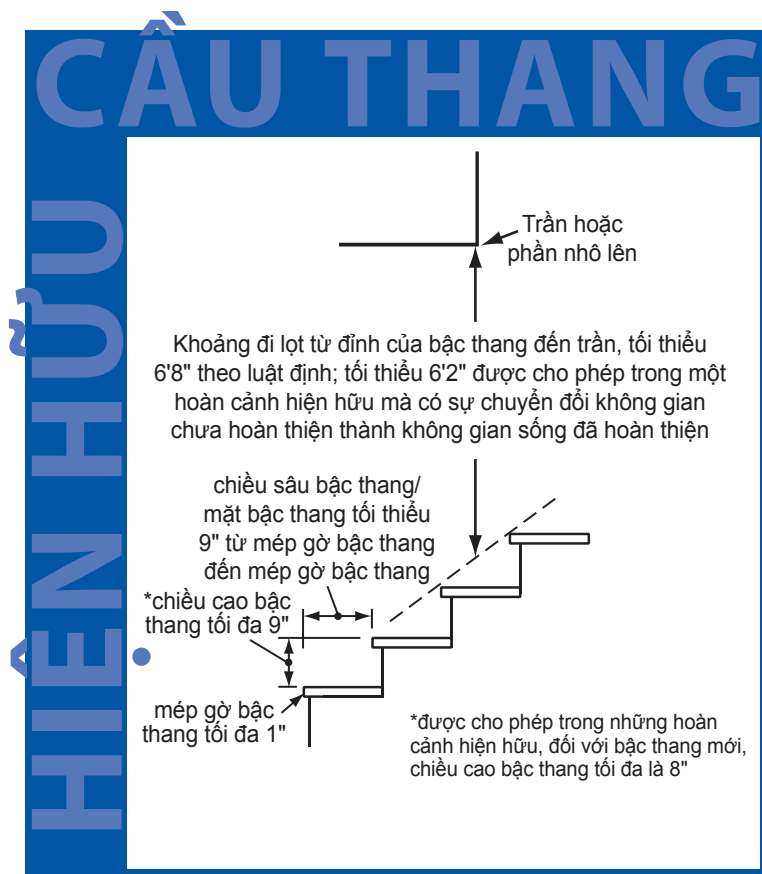 CẦU THANG
HIỆN HỮU
Trần hoặc
phần nhô lên
Khoảng đi lọt từ đỉnh của bậc thang đến trần, tối thiểu
6'8" theo luật định; tối thiểu 6'2" được cho phép trong một
hoàn cảnh hiện hữu mà có sự chuyển đổi không gian
chưa hoàn thiện thành không gian sống đã hoàn thiện
chiều sâu bậc thang/
mặt bậc thang tối thiểu
9" từ mép gờ bậc thang
đến mép gờ bậc thang
*chiều cao bậc
thang tối đa 9"
mép gờ bậc
thang tối đa 1"
*được cho phép trong những hoàn
cảnh hiện hữu, đối với bậc thang mới,
chiều cao bậc thang tối đa là 8"